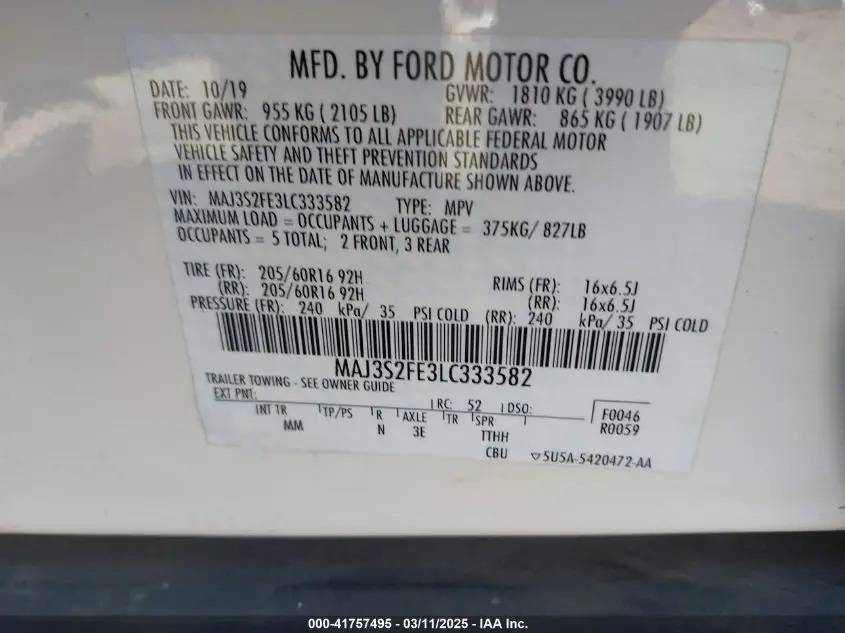 MFD. BY FORD MOTOR CO.
DATE: 10/19 GVWR: 1810 KG ( 3990 LB)
FRONT GAWR: 955 KG ( 2105 LB) REAR GAWR: 865 KG ( 1907 LB)
THIS VEHICLE CONFORMS TO ALL APPLICABLE FEDERAL MOTOR
VEHICLE SAFETY AND THEFT PREVENTION STANDARDS
IN EFFECT ON THE DATE OF MANUFACTURE SHOWN ABOVE.
VIN: MAJ3S2FE3LC333582 TYPE: MPV
MAXIMUM LOAD = OCCUPANTS + LUGGAGE = 375KG/ 827LB
OCCUPANTS = 5 TOTAL; 2 FRONT, 3 REAR
TIRE (FR): 205/60R16 92H RIMS (FR): 16x6.5J
(RR): 205/60R16 92H (RR): 16x6.5J
PRESSURE (FR): 240 kPa/ 35 PSI COLD (RR): 240 kPa/ 35 PSI COLD
MAJ3S2FE3LC333582
TRAILER TOWING - SEE OWNER GUIDE
EXT PNT: RC: 52 DSO: F0046
INT TR TP/PS R AXLE TR SPR R0059
MM N 3E TTHH
CBU ▽5U5A-5420472-AA
000-41757495 - 03/11/2025 - IAA Inc.